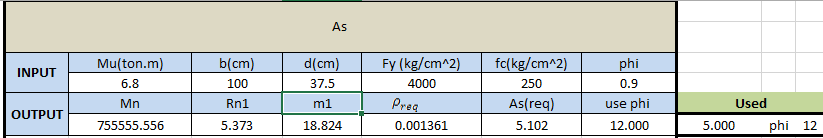 As
INPUT
Mu(ton.m) b(cm) d(cm) Fy (kg/cm^2) fc(kg/cm^2) phi
6.8 100 37.5 4000 250 0.9
OUTPUT
Mn Rn1 m1 ρreq As(req) use phi Used
755555.556 5.373 18.824 0.001361 5.102 12.000 5.000 phi 12